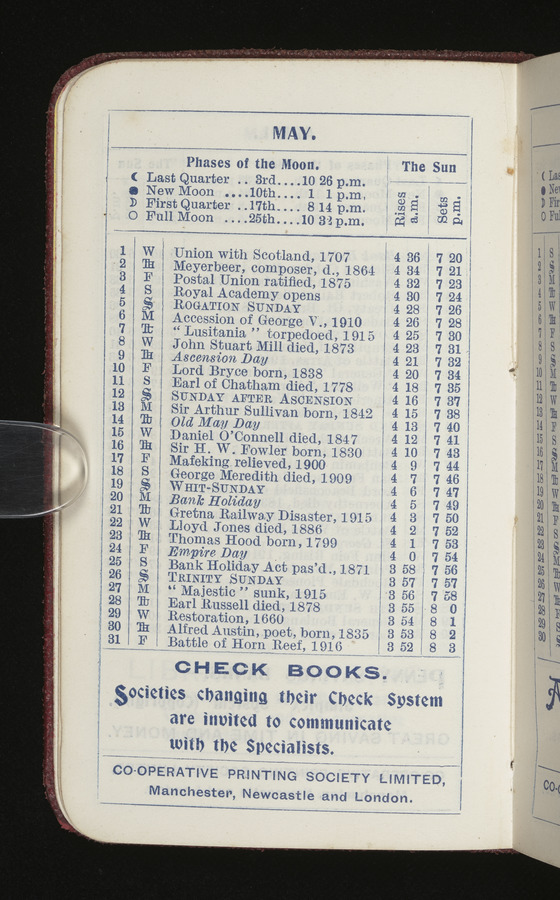 MAY.
Phases of the Moon. The Sun
☾ Last Quarter .. 3rd....10 26 p.m. Rises a.m. Sets p.m.
● New Moon ....10th.... 1 1 p.m.
☽ First Quarter ..17th.... 8 14 p.m.
○ Full Moon ....25th....10 32 p.m.
1 W Union with Scotland, 1707 4 36 7 20
2 Th Meyerbeer, composer, d., 1864 4 34 7 21
3 F Postal Union ratified, 1875 4 32 7 23
4 S Royal Academy opens 4 30 7 24
5 S ROGATION SUNDAY 4 28 7 26
6 M Accession of George V., 1910 4 26 7 28
7 Tu "Lusitania" torpedoed, 1915 4 25 7 30
8 W John Stuart Mill died, 1873 4 23 7 31
9 Th Ascension Day 4 21 7 32
10 F Lord Bryce born, 1838 4 20 7 34
11 S Earl of Chatham died, 1778 4 18 7 35
12 S SUNDAY AFTER ASCENSION 4 16 7 37
13 M Sir Arthur Sullivan born, 1842 4 15 7 38
14 Tu Old May Day 4 13 7 40
15 W Daniel O'Connell died, 1847 4 12 7 41
16 Th Sir H. W. Fowler born, 1830 4 10 7 43
17 F Mafeking relieved, 1900 4 9 7 44
18 S George Meredith died, 1909 4 7 7 46
19 S WHIT-SUNDAY 4 6 7 47
20 M Bank Holiday 4 5 7 49
21 Tu Gretna Railway Disaster, 1915 4 3 7 50
22 W Lloyd Jones died, 1886 4 2 7 52
23 Th Thomas Hood born, 1799 4 1 7 53
24 F Empire Day 4 0 7 54
25 S Bank Holiday Act pas'd., 1871 3 58 7 56
26 S TRINITY SUNDAY 3 57 7 57
27 M "Majestic" sunk, 1915 3 56 7 58
28 Tu Earl Russell died, 1878 3 55 8 0
29 W Restoration, 1660 3 54 8 1
30 Th Alfred Austin, poet, born, 1835 3 53 8 2
31 F Battle of Horn Reef, 1916 3 52 8 3
CHECK BOOKS.
Societies changing their Check System
are invited to communicate
with the Specialists.
CO-OPERATIVE PRINTING SOCIETY LIMITED,
Manchester, Newcastle and London.